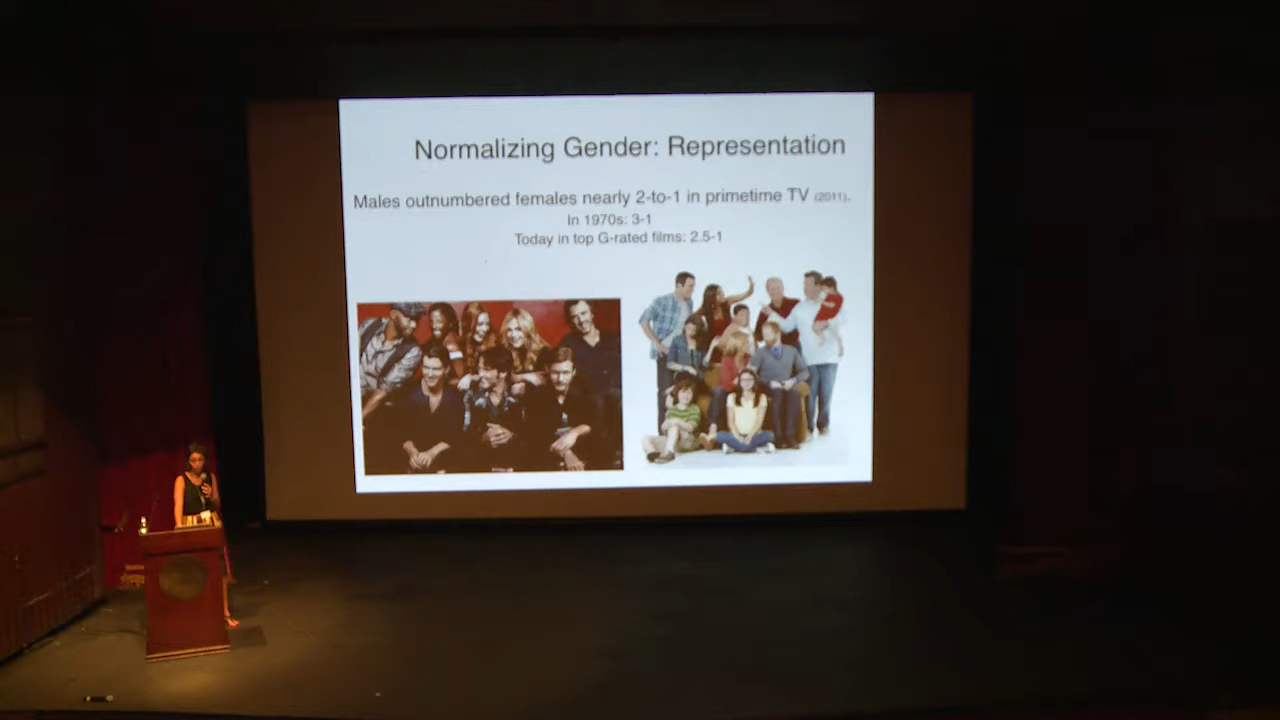 Normalizing Gender: Representation
Males outnumbered females nearly 2-to-1 in primetime TV (2011).
In 1970s: 3-1
Today in top G-rated films: 2.5-1